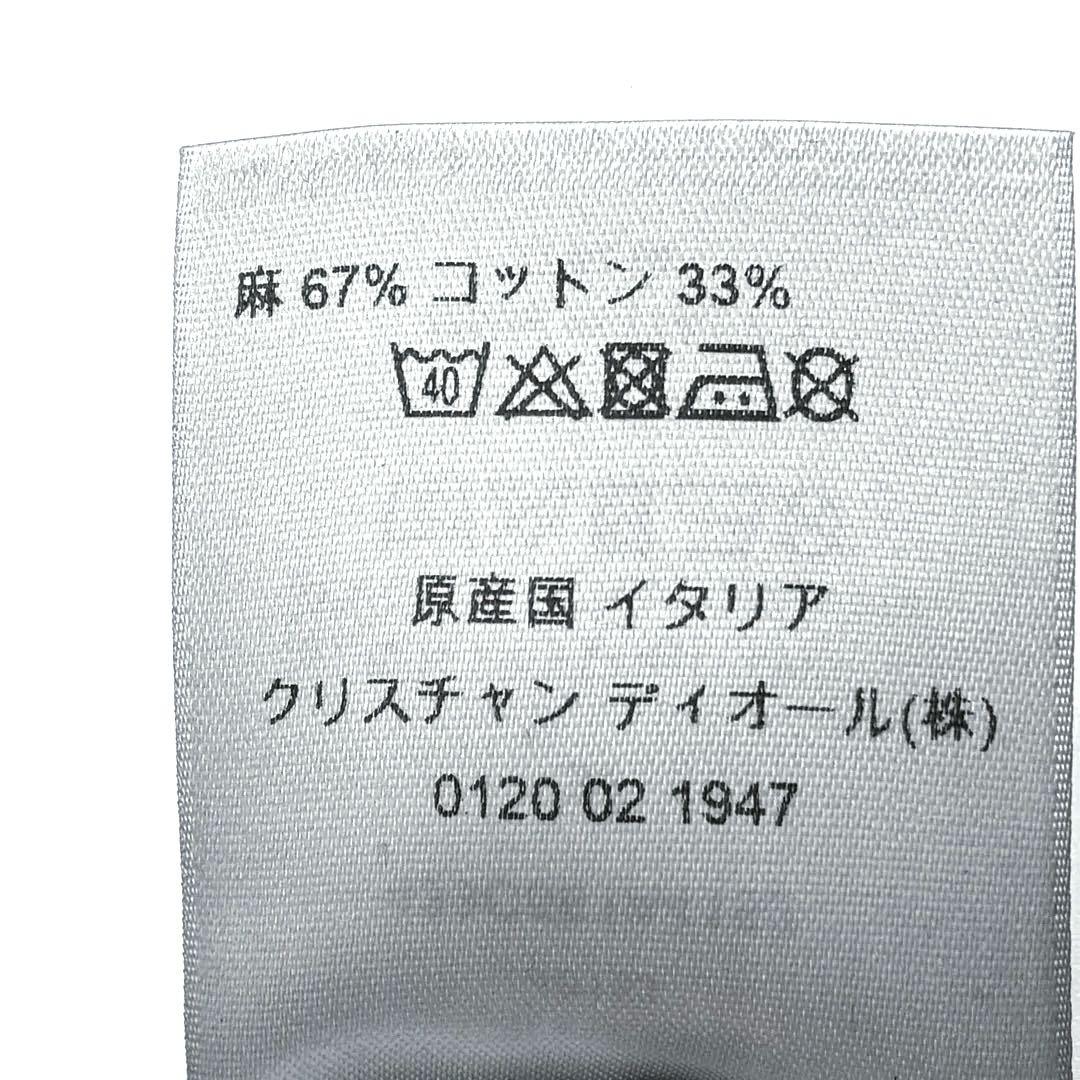 麻 67% コットン 33%
40
原産国 イタリア
クリスチャン ディオール(株)
0120 02 1947